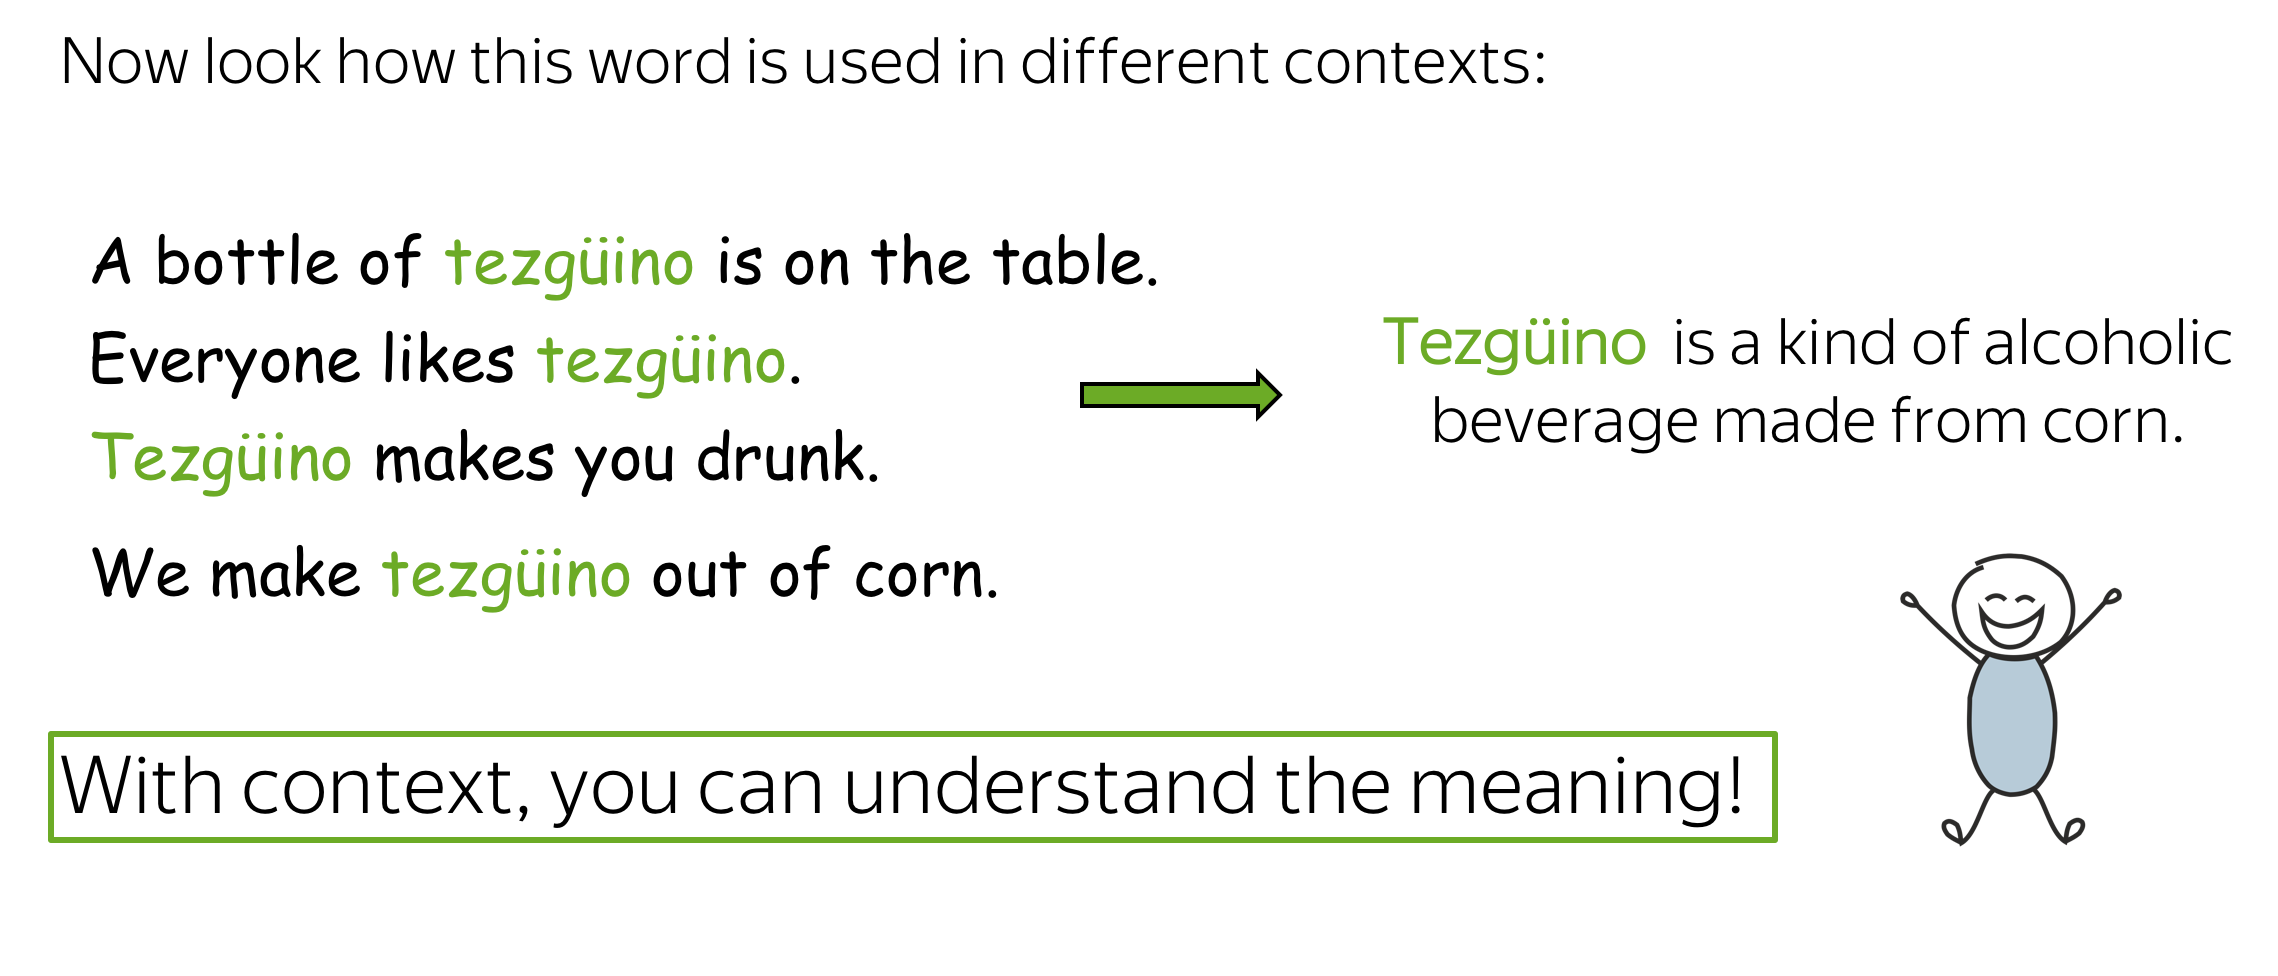 Now look how this word is used in different contexts:
A bottle of tezgüino is on the table.
Everyone likes tezgüino.
Tezgüino makes you drunk.
We make tezgüino out of corn.
Tezgüino is a kind of alcoholic
beverage made from corn.
With context, you can understand the meaning!